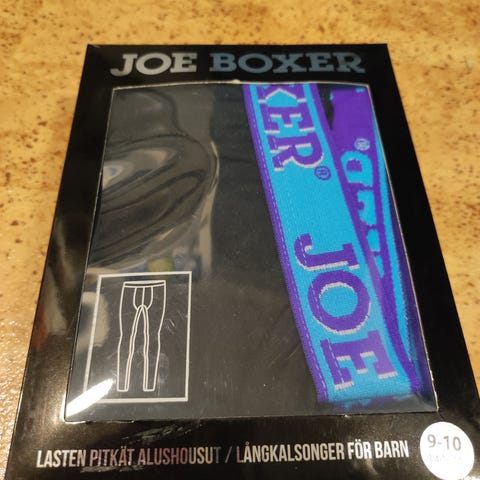 JOE BOXER
XER®
JOE
LASTEN PITKÄT ALUSHOUSUT / LÅNGKALSONGER FÖR BARN
9-10